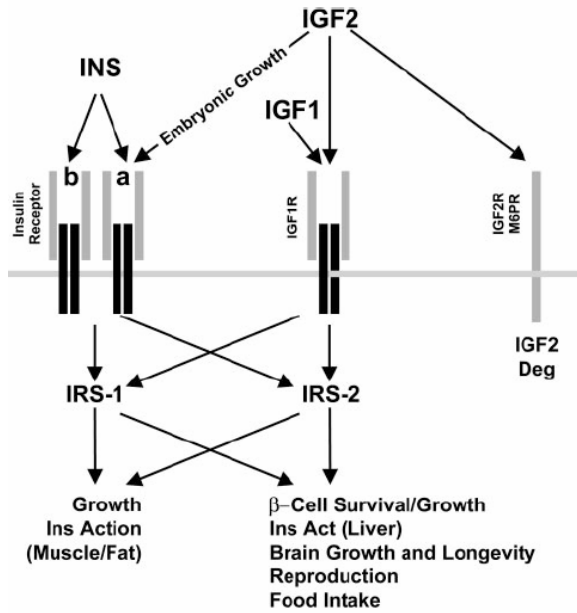 IGF2
INS
Embryonic Growth
IGF1
b
a
Insulin
Receptor
IGF1R
IGF2R
M6PR
IGF2
Deg
IRS-1
IRS-2
Growth
Ins Action
(Muscle/Fat)
β-Cell Survival/Growth
Ins Act (Liver)
Brain Growth and Longevity
Reproduction
Food Intake